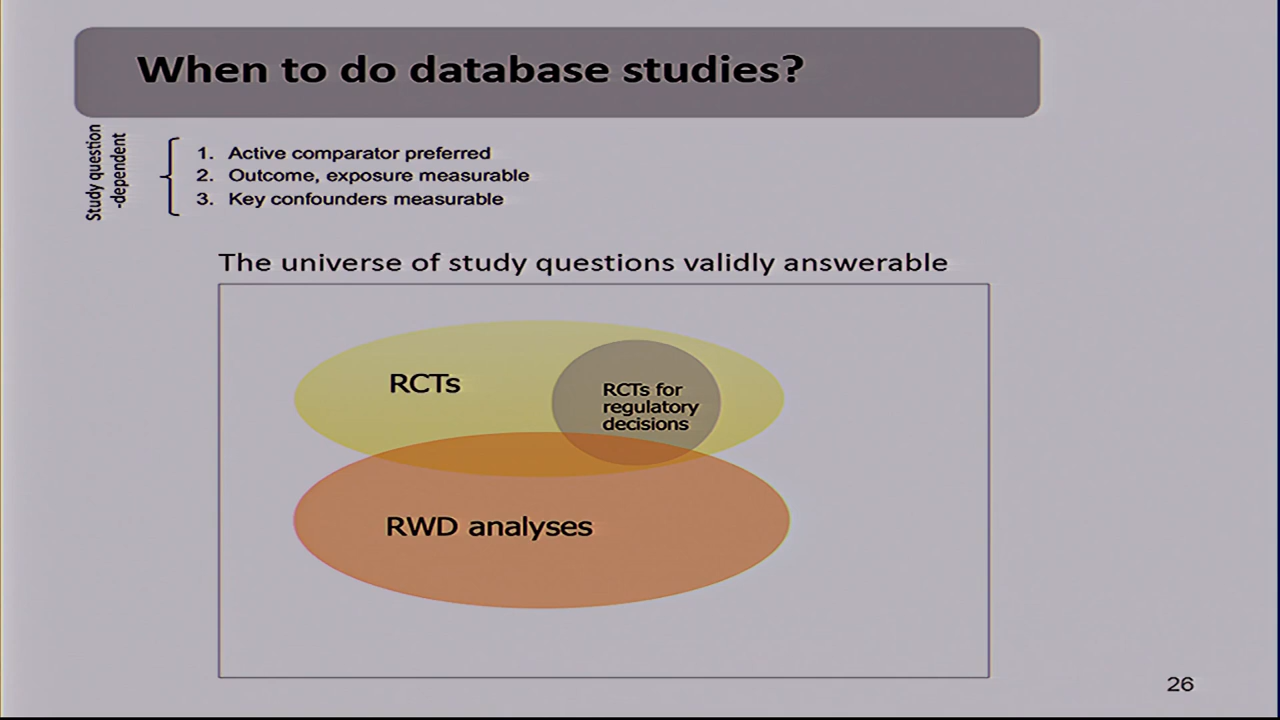 When to do database studies?
Study question
-dependent
1. Active comparator preferred
2. Outcome, exposure measurable
3. Key confounders measurable
The universe of study questions validly answerable
RCTs
RCTs for
regulatory
decisions
RWD analyses
26